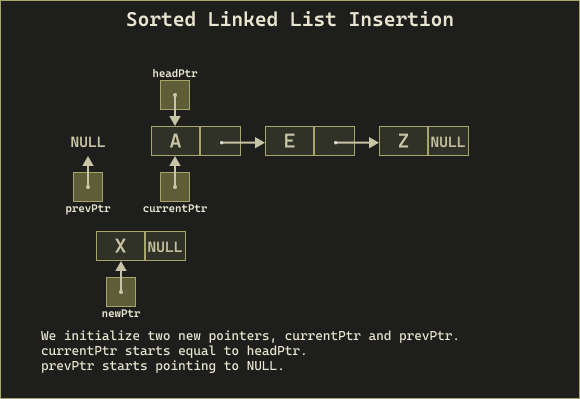 Sorted Linked List Insertion
headPtr
A
E
Z NULL
NULL
prevPtr
currentPtr
X NULL
newPtr
We initialize two new pointers, currentPtr and prevPtr.
currentPtr starts equal to headPtr.
prevPtr starts pointing to NULL.